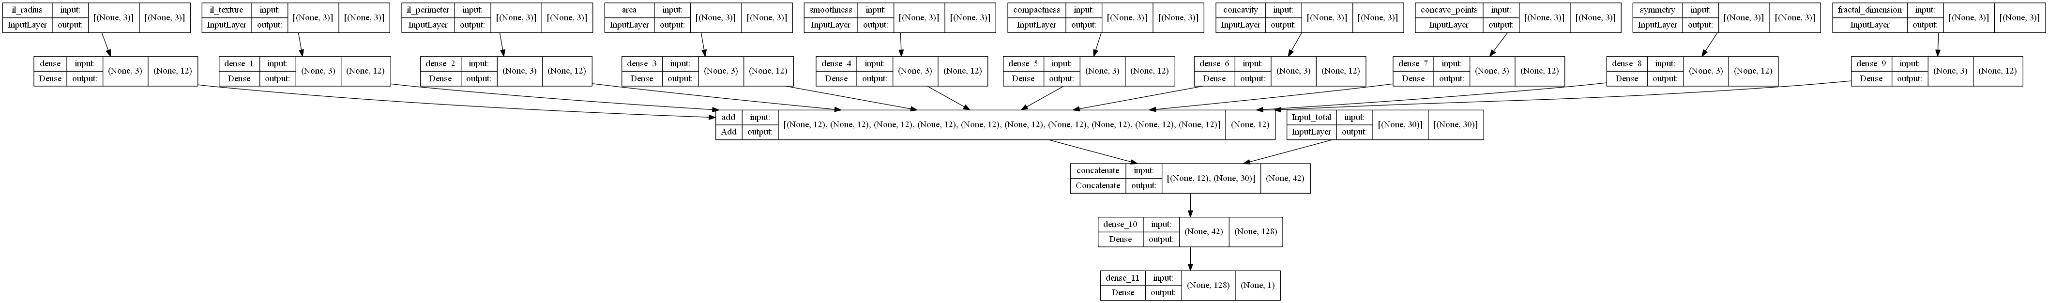 il_radius input: [(None, 3)] [(None, 3)]
InputLayer output:
il_texture input: [(None, 3)] [(None, 3)]
InputLayer output:
il_perimeter input: [(None, 3)] [(None, 3)]
InputLayer output:
area input: [(None, 3)] [(None, 3)]
InputLayer output:
smoothness input: [(None, 3)] [(None, 3)]
InputLayer output:
compactness input: [(None, 3)] [(None, 3)]
InputLayer output:
concavity input: [(None, 3)] [(None, 3)]
InputLayer output:
concave_points input: [(None, 3)] [(None, 3)]
InputLayer output:
symmetry input: [(None, 3)] [(None, 3)]
InputLayer output:
fractal_dimension input: [(None, 3)] [(None, 3)]
InputLayer output:
dense input: (None, 3) (None, 12)
Dense output:
dense_1 input: (None, 3) (None, 12)
Dense output:
dense_2 input: (None, 3) (None, 12)
Dense output:
dense_3 input: (None, 3) (None, 12)
Dense output:
dense_4 input: (None, 3) (None, 12)
Dense output:
dense_5 input: (None, 3) (None, 12)
Dense output:
dense_6 input: (None, 3) (None, 12)
Dense output:
dense_7 input: (None, 3) (None, 12)
Dense output:
dense_8 input: (None, 3) (None, 12)
Dense output:
dense_9 input: (None, 3) (None, 12)
Dense output:
add input: [(None, 12), (None, 12), (None, 12), (None, 12), (None, 12), (None, 12), (None, 12), (None, 12), (None, 12), (None, 12)] (None, 12)
Add output:
Input_total input: [(None, 30)] [(None, 30)]
InputLayer output:
concatenate input: [(None, 12), (None, 30)] (None, 42)
Concatenate output:
dense_10 input: (None, 42) (None, 128)
Dense output:
dense_11 input: (None, 128) (None, 1)
Dense output: